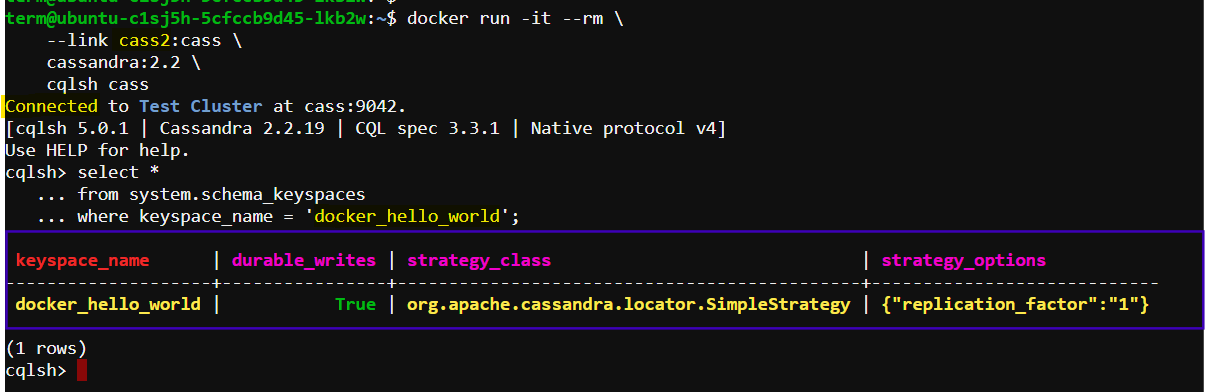 term@ubuntu-c1sj5h-5cfccb9d45-lkb2w:~$ docker run -it --rm \
    --link cass2:cass \
    cassandra:2.2 \
    cqlsh cass
Connected to Test Cluster at cass:9042.
[cqlsh 5.0.1 | Cassandra 2.2.19 | CQL spec 3.3.1 | Native protocol v4]
Use HELP for help.
cqlsh> select *
   ... from system.schema_keyspaces
   ... where keyspace_name = 'docker_hello_world';
 keyspace_name      | durable_writes | strategy_class                              | strategy_options
--------------------+----------------+---------------------------------------------+----------------------------
 docker_hello_world |           True | org.apache.cassandra.locator.SimpleStrategy | {"replication_factor":"1"}
(1 rows)
cqlsh>